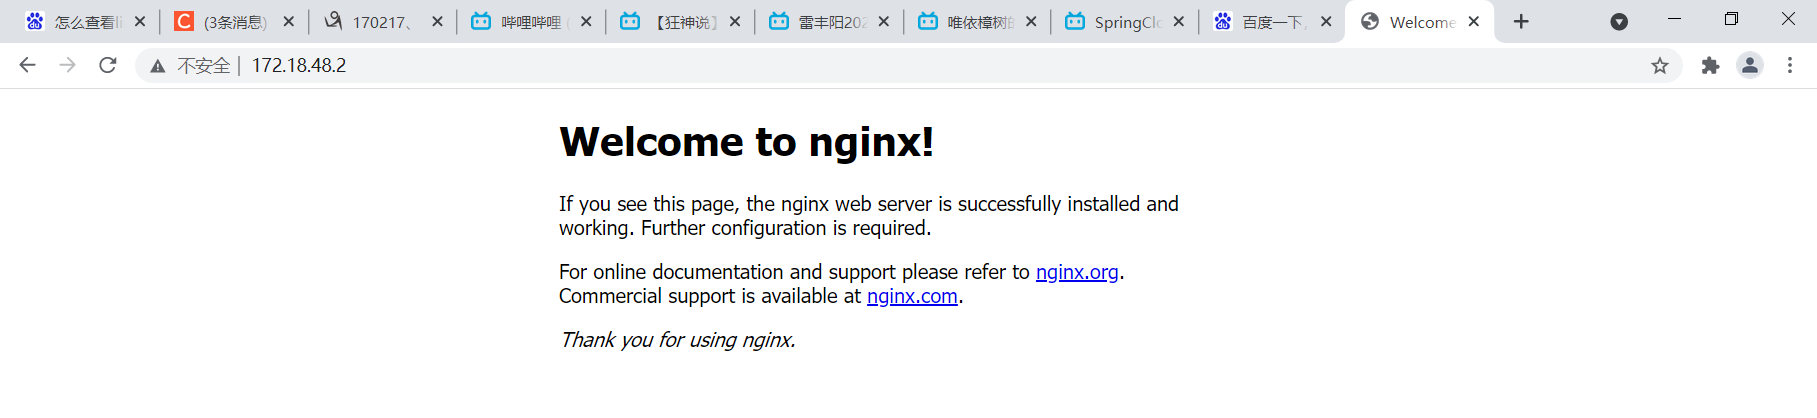 怎么查看li
(3条消息)
170217、
哔哩哔哩 (
【狂神说】
雷丰阳202
唯依樟树的
SpringClo
百度一下，
Welcome
不安全 | 172.18.48.2
Welcome to nginx!
If you see this page, the nginx web server is successfully installed and
working. Further configuration is required.
For online documentation and support please refer to nginx.org.
Commercial support is available at nginx.com.
Thank you for using nginx.